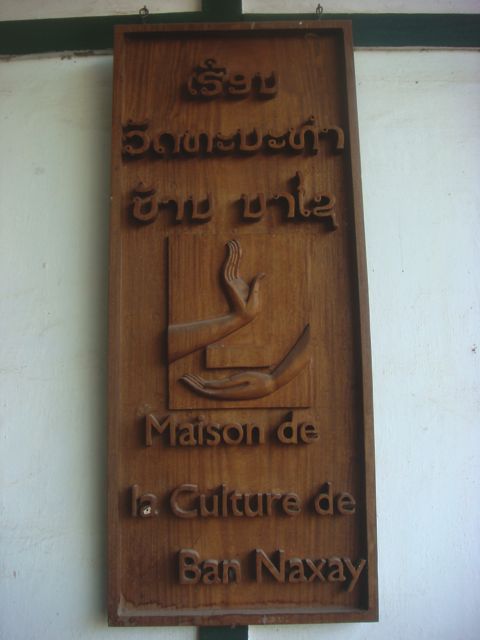 ເຮືອນ
ວັດທະນະທຳ
ບ້ານ ນາໄຊ
Maison de
la Culture de
Ban Naxay